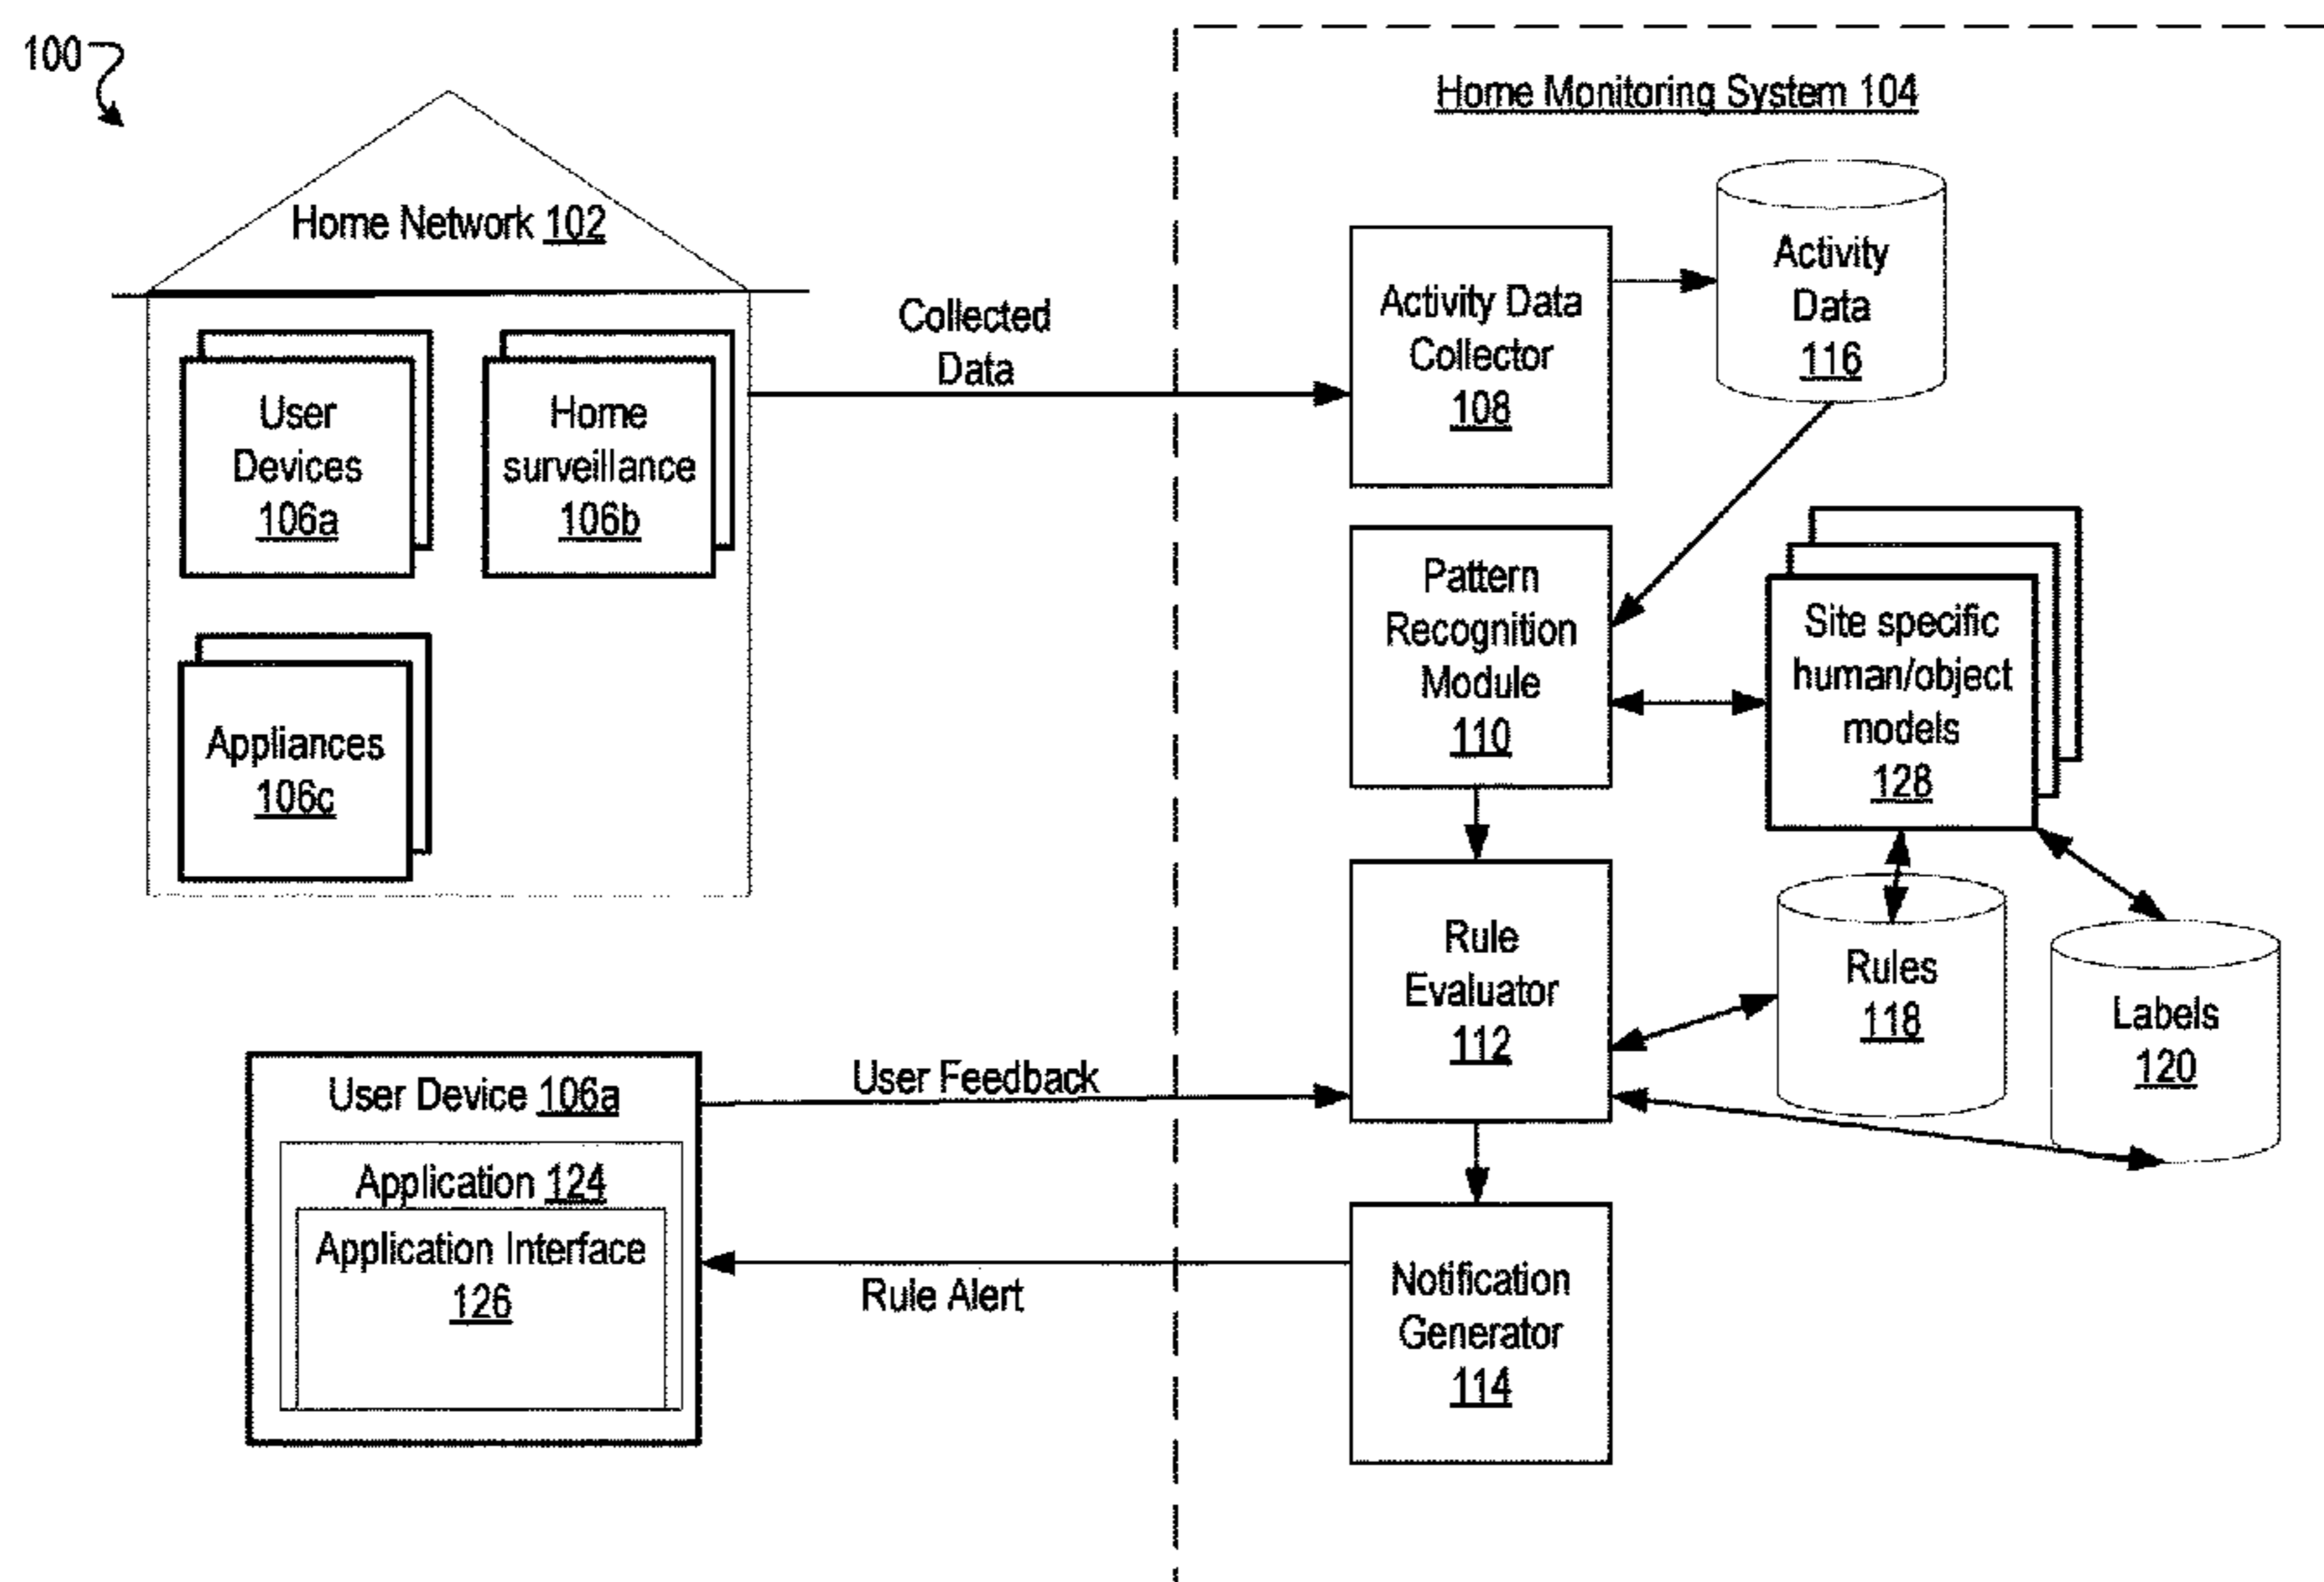 100
Home Monitoring System 104
Home Network 102
User
Devices
106a
Home
surveillance
106b
Appliances
106c
Collected
Data
Activity Data
Collector
108
Activity
Data
116
Pattern
Recognition
Module
110
Site specific
human/object
models
128
Rule
Evaluator
112
Rules
118
Labels
120
User Device 106a
Application 124
Application Interface
126
User Feedback
Rule Alert
Notification
Generator
114